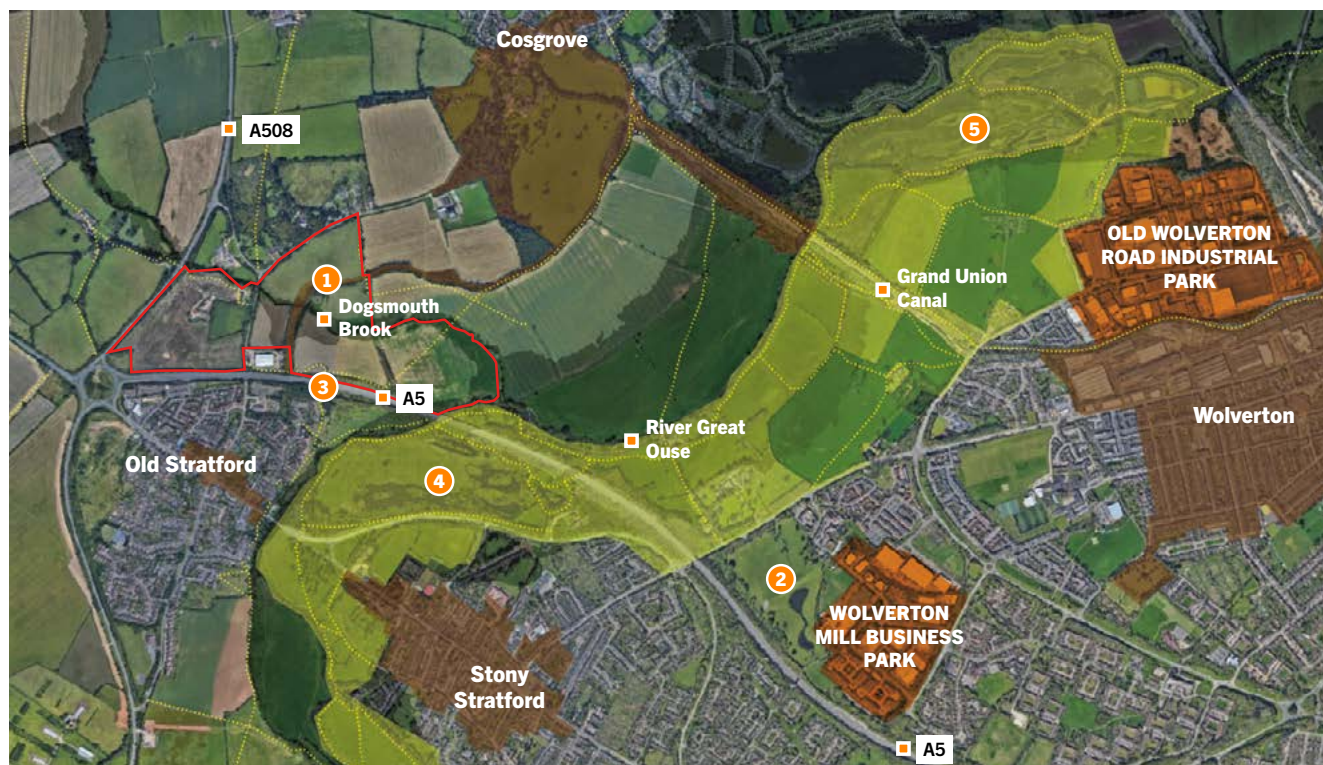 Cosgrove
A508
5
OLD WOLVERTON
ROAD INDUSTRIAL
PARK
1
Grand Union
Canal
Dogsmouth
Brook
3
A5
Wolverton
River Great
Ouse
Old Stratford
4
2
WOLVERTON
MILL BUSINESS
PARK
Stony
Stratford
A5